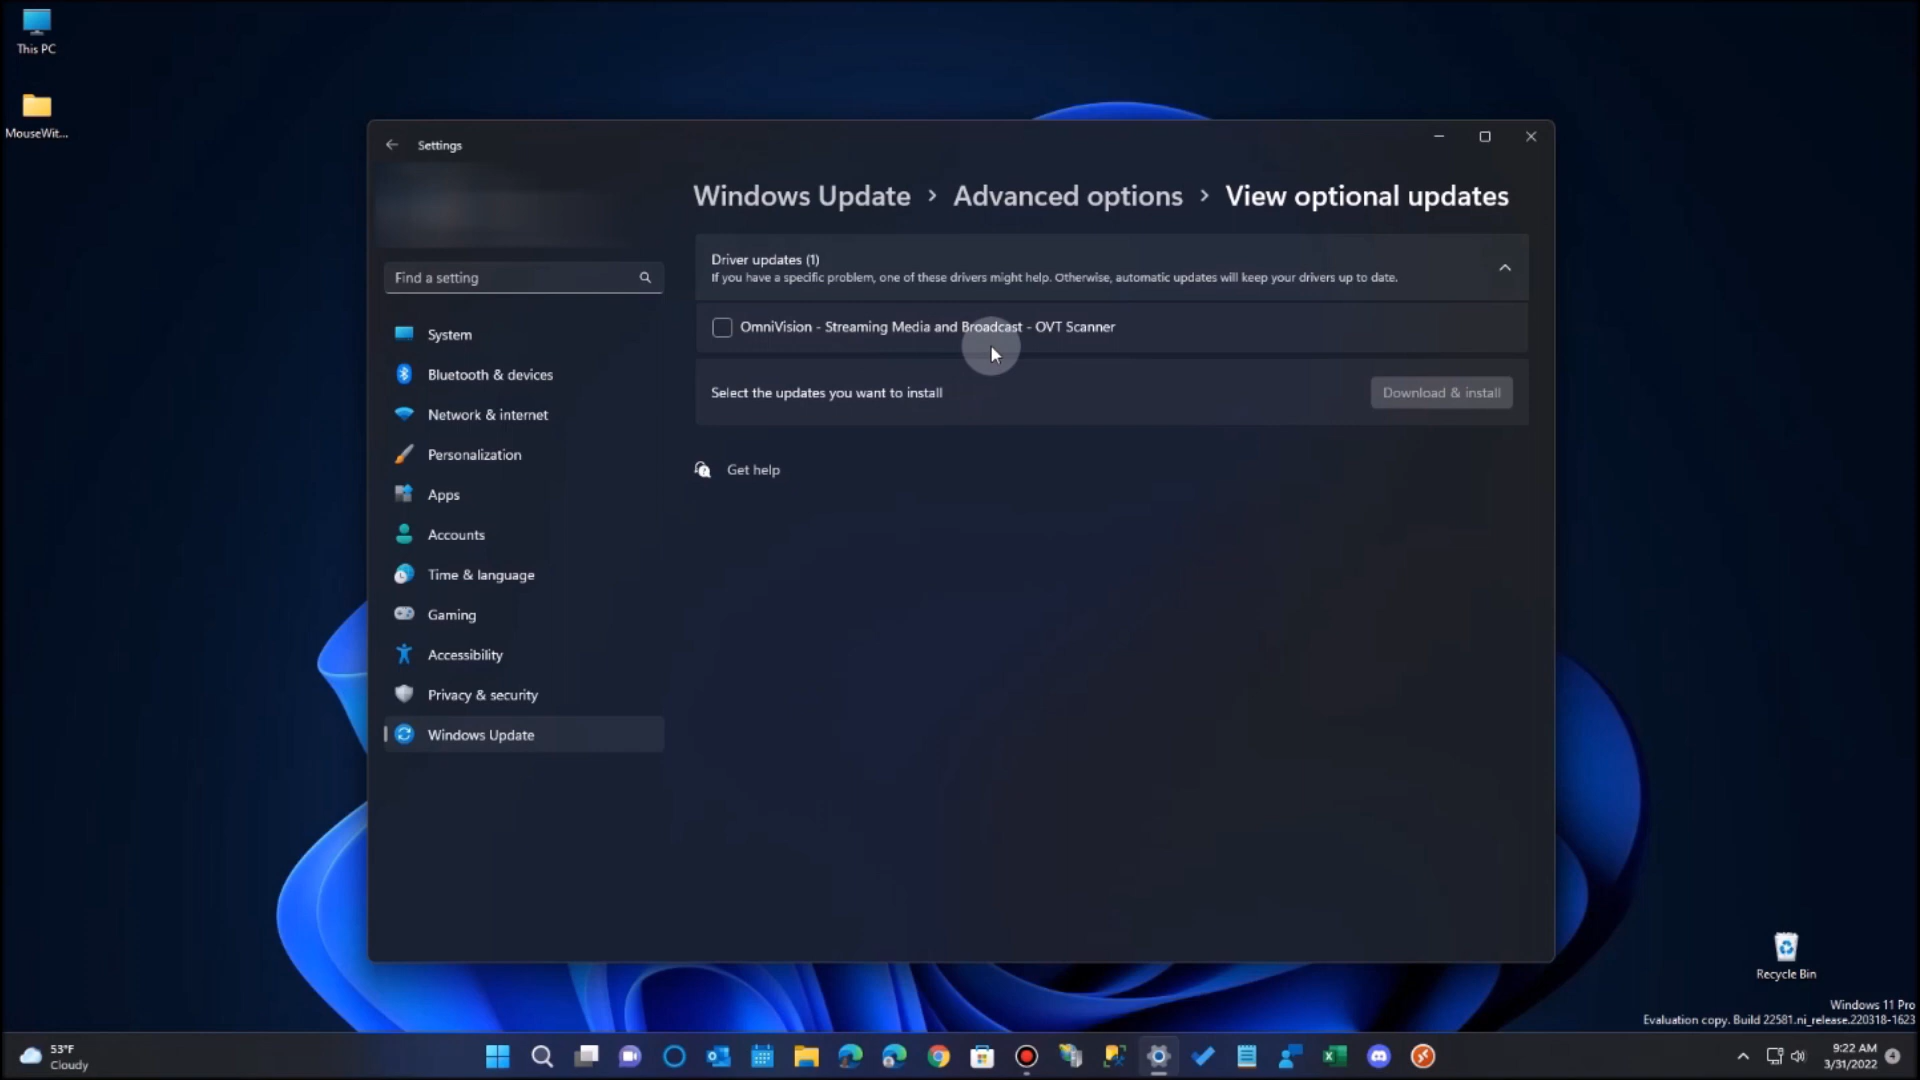 This PC
MouseWit...
Settings
Windows Update > Advanced options > View optional updates
Find a setting
System
Bluetooth & devices
Network & internet
Personalization
Apps
Accounts
Time & language
Gaming
Accessibility
Privacy & security
Windows Update
Driver updates (1)
If you have a specific problem, one of these drivers might help. Otherwise, automatic updates will keep your drivers up to date.
OmniVision - Streaming Media and Broadcast - OVT Scanner
Select the updates you want to install
Download & install
Get help
Recycle Bin
Windows 11 Pro
Evaluation copy. Build 22581.ni_release.220318-1623
53°F
Cloudy
9:22 AM
3/31/2022
4